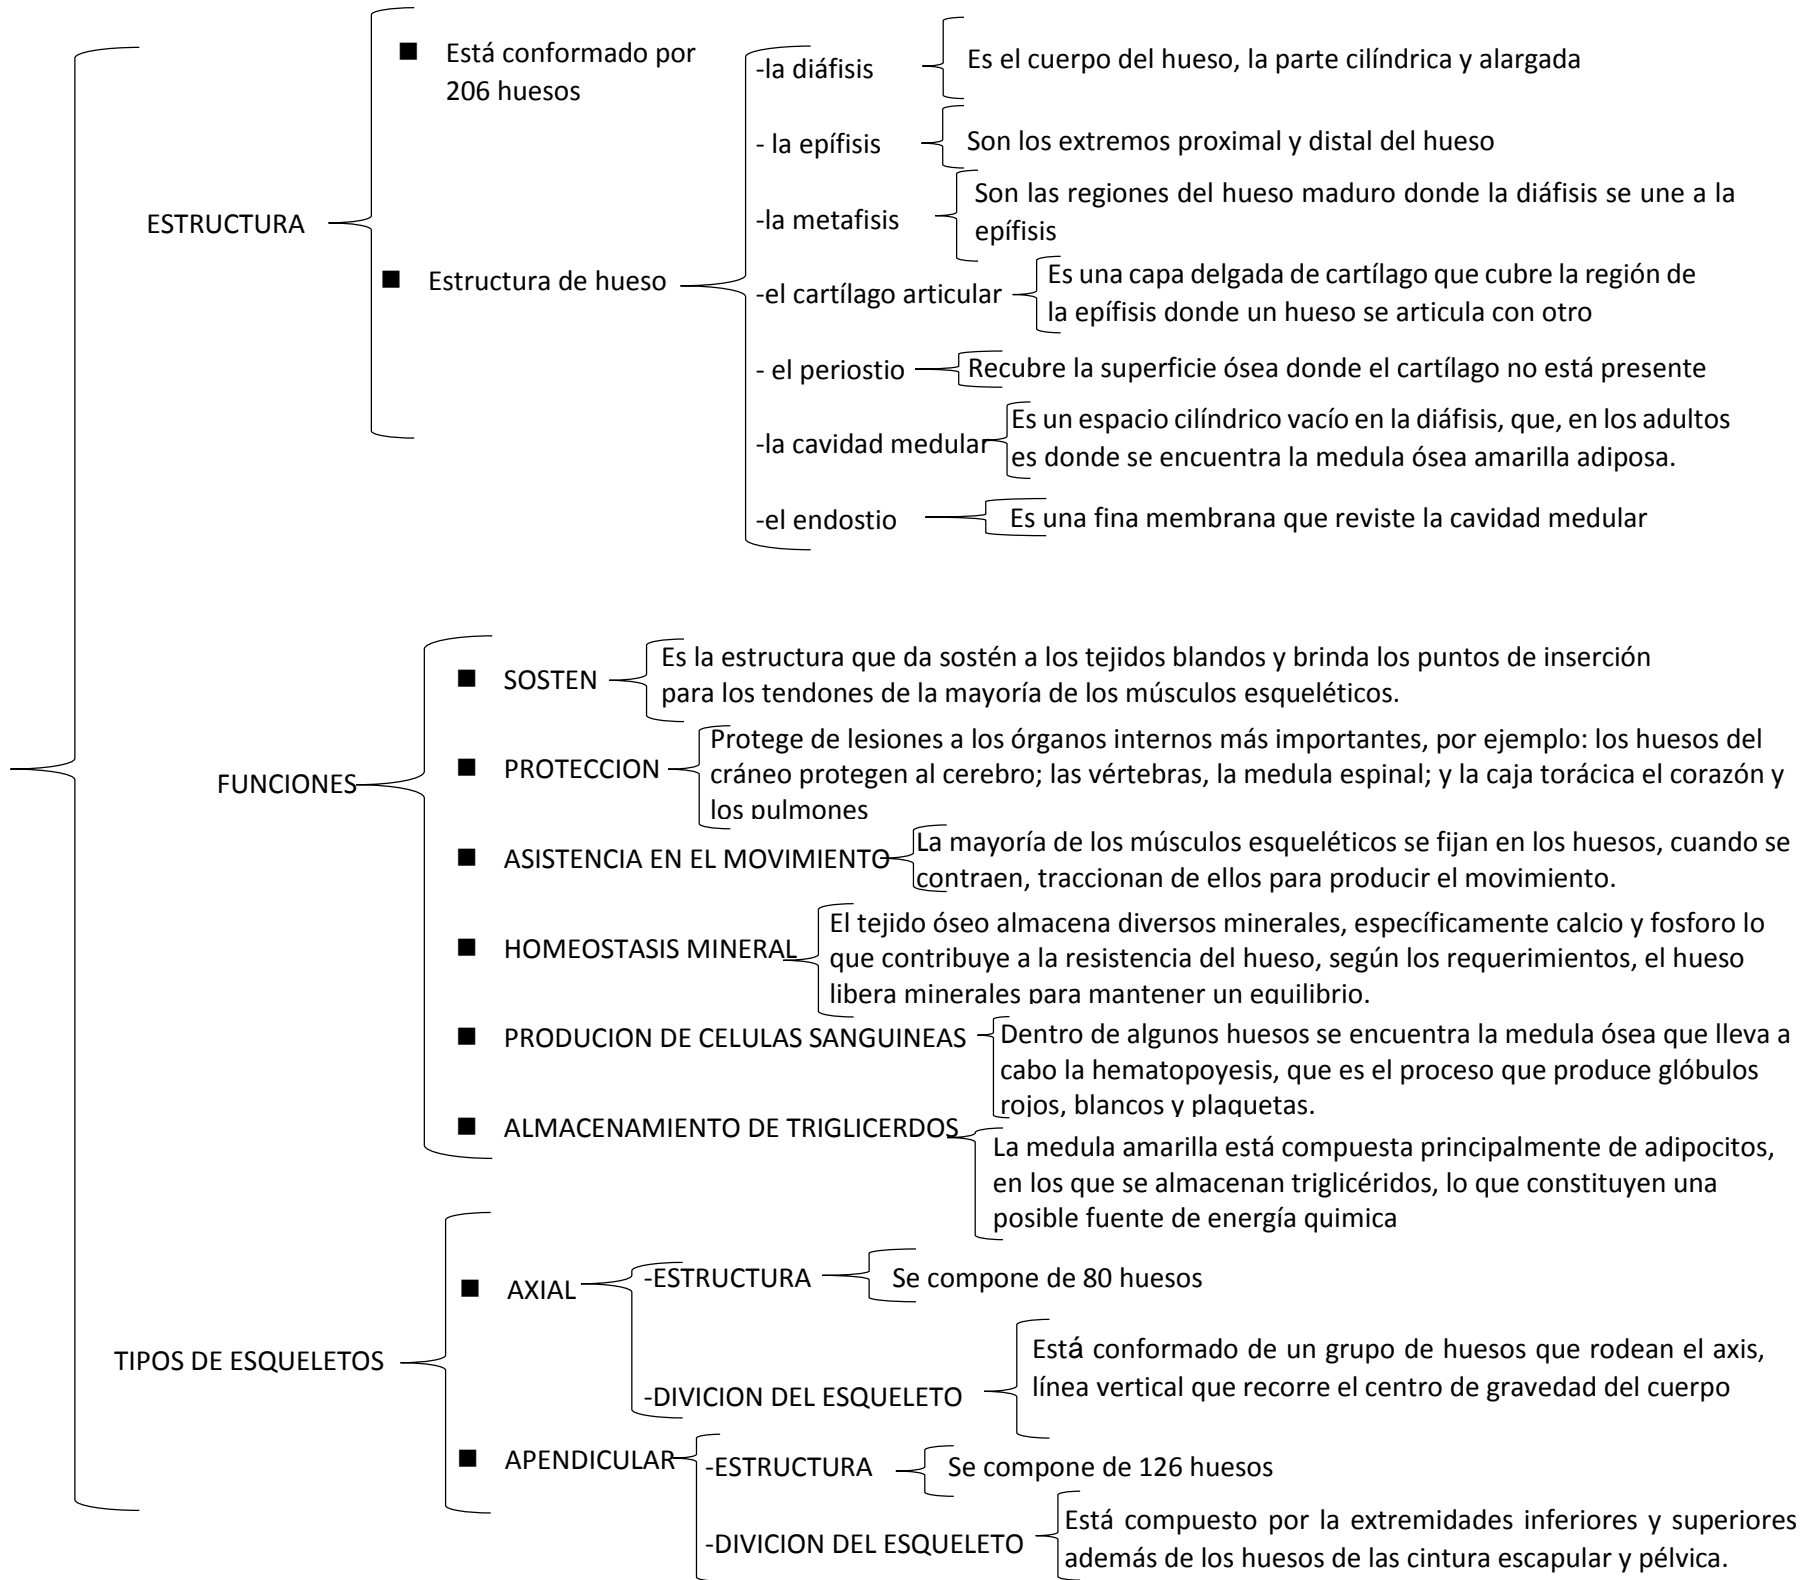 ESTRUCTURA
■ Está conformado por
206 huesos
■ Estructura de hueso
-la diáfisis
Es el cuerpo del hueso, la parte cilíndrica y alargada
- la epífisis
Son los extremos proximal y distal del hueso
-la metafisis
Son las regiones del hueso maduro donde la diáfisis se une a la
epífisis
-el cartílago articular
Es una capa delgada de cartílago que cubre la región de
la epífisis donde un hueso se articula con otro
- el periostio
Recubre la superficie ósea donde el cartílago no está presente
-la cavidad medular
Es un espacio cilíndrico vacío en la diáfisis, que, en los adultos
es donde se encuentra la medula ósea amarilla adiposa.
-el endostio
Es una fina membrana que reviste la cavidad medular
FUNCIONES
■ SOSTEN
Es la estructura que da sostén a los tejidos blandos y brinda los puntos de inserción
para los tendones de la mayoría de los músculos esqueléticos.
■ PROTECCION
Protege de lesiones a los órganos internos más importantes, por ejemplo: los huesos del
cráneo protegen al cerebro; las vértebras, la medula espinal; y la caja torácica el corazón y
los pulmones
■ ASISTENCIA EN EL MOVIMIENTO
La mayoría de los músculos esqueléticos se fijan en los huesos, cuando se
contraen, traccionan de ellos para producir el movimiento.
■ HOMEOSTASIS MINERAL
El tejido óseo almacena diversos minerales, específicamente calcio y fosforo lo
que contribuye a la resistencia del hueso, según los requerimientos, el hueso
libera minerales para mantener un equilibrio.
■ PRODUCION DE CELULAS SANGUINEAS
Dentro de algunos huesos se encuentra la medula ósea que lleva a
cabo la hematopoyesis, que es el proceso que produce glóbulos
rojos, blancos y plaquetas.
■ ALMACENAMIENTO DE TRIGLICERDOS
La medula amarilla está compuesta principalmente de adipocitos,
en los que se almacenan triglicéridos, lo que constituyen una
posible fuente de energía quimica
TIPOS DE ESQUELETOS
■ AXIAL
-ESTRUCTURA
Se compone de 80 huesos
-DIVICION DEL ESQUELETO
Está conformado de un grupo de huesos que rodean el axis,
línea vertical que recorre el centro de gravedad del cuerpo
■ APENDICULAR
-ESTRUCTURA
Se compone de 126 huesos
-DIVICION DEL ESQUELETO
Está compuesto por la extremidades inferiores y superiores
además de los huesos de las cintura escapular y pélvica.